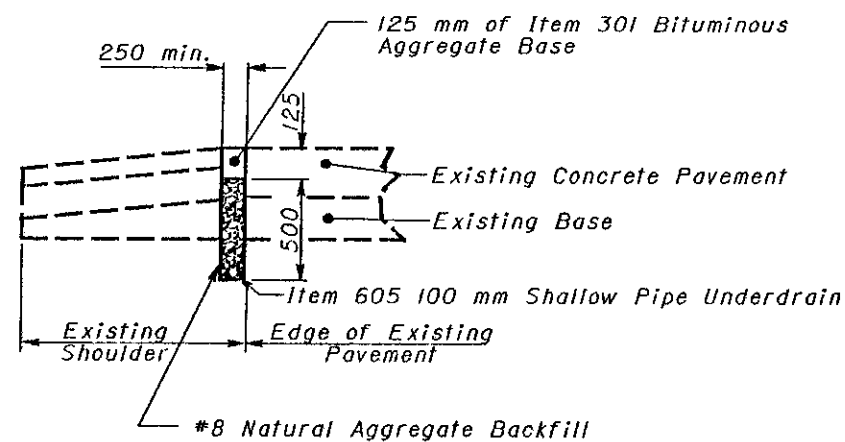 125 mm of Item 301 Bituminous
Aggregate Base
250 min.
125
Existing Concrete Pavement
Existing Base
500
Item 605 100 mm Shallow Pipe Underdrain
Existing
Shoulder
Edge of Existing
Pavement
#8 Natural Aggregate Backfill